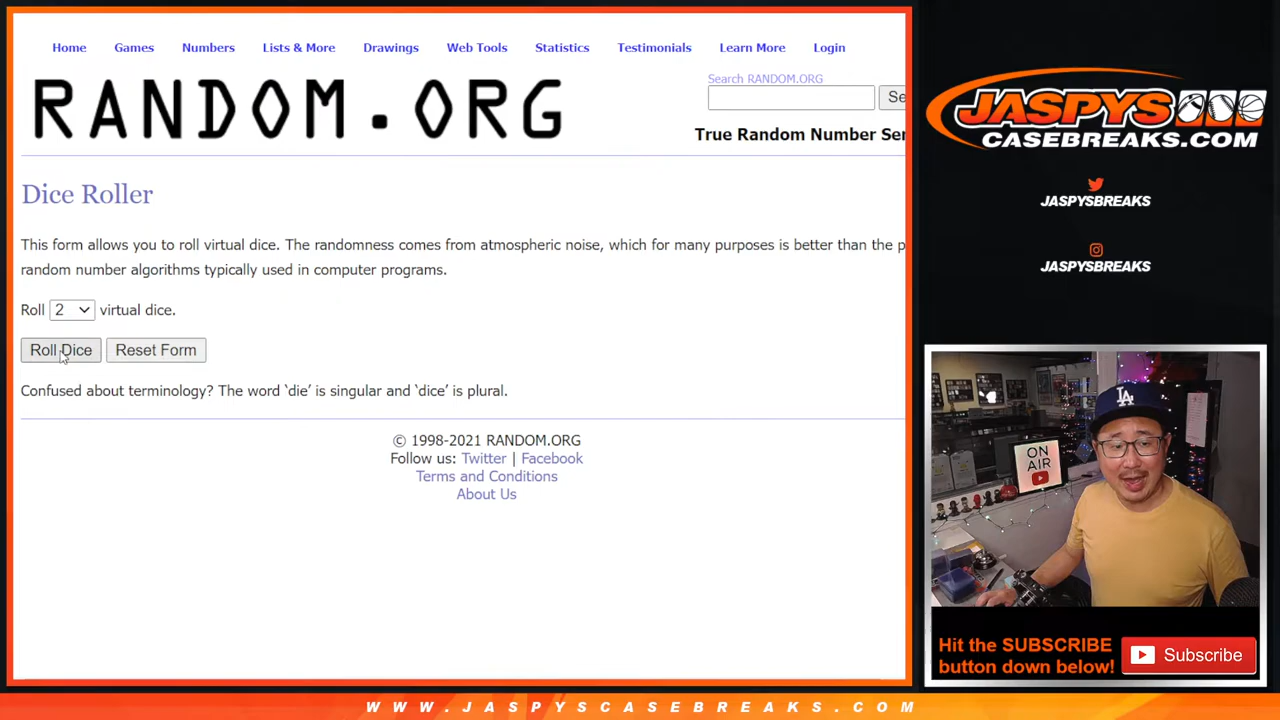 Home Games Numbers Lists & More Drawings Web Tools Statistics Testimonials Learn More Login
RANDOM.ORG
Search RANDOM.ORG
Se
True Random Number Ser
Dice Roller
This form allows you to roll virtual dice. The randomness comes from atmospheric noise, which for many purposes is better than the p
random number algorithms typically used in computer programs.
Roll 2 virtual dice.
Roll Dice Reset Form
Confused about terminology? The word ‘die’ is singular and ‘dice’ is plural.
© 1998-2021 RANDOM.ORG
Follow us: Twitter | Facebook
Terms and Conditions
About Us
JASPYS
CASEBREAKS.COM
JASPYSBREAKS
JASPYSBREAKS
ON
AIR
LA
Hit the SUBSCRIBE
button down below!
Subscribe
WWW.JASPYSCASEBREAKS.COM